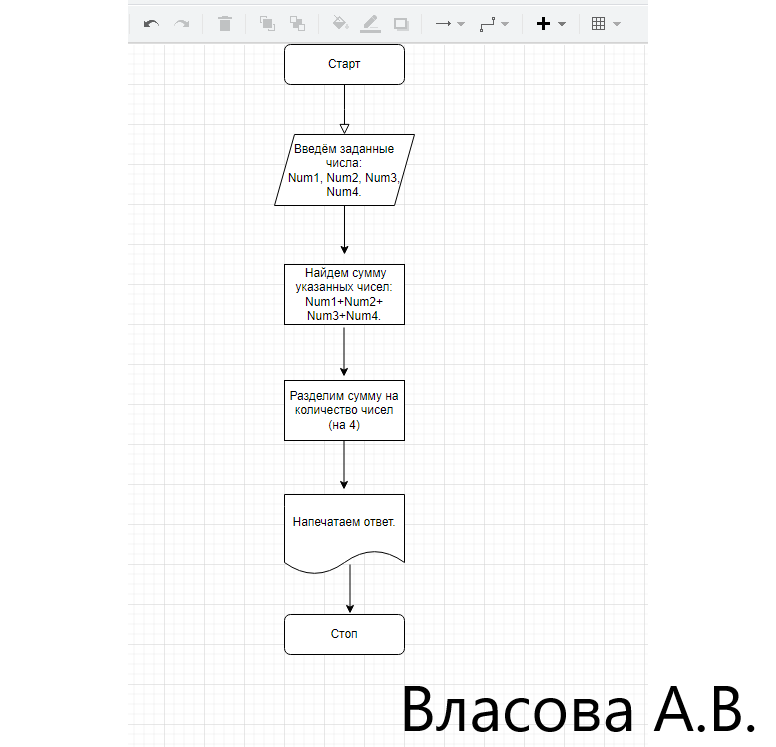 Старт
Введём заданные
числа:
Num1, Num2, Num3,
Num4.
Найдем сумму
указанных чисел:
Num1+Num2+
Num3+Num4.
Разделим сумму на
количество чисел
(на 4)
Напечатаем ответ.
Стоп
Власова А.В.